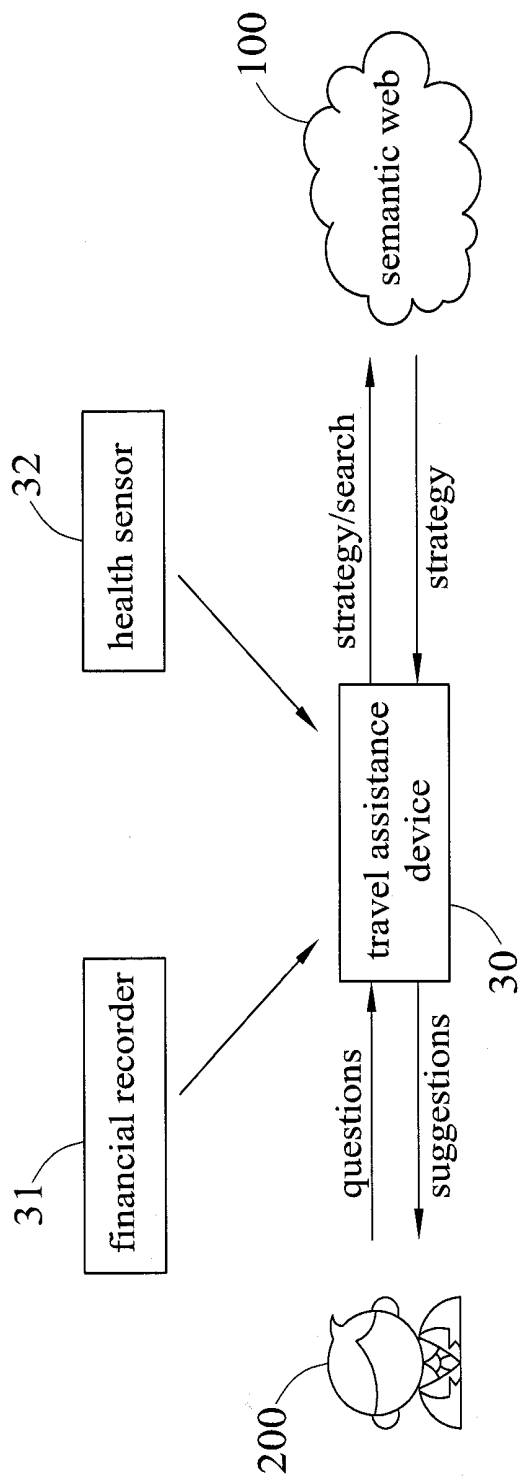 31
financial recorder
32
health sensor
200
questions
suggestions
travel assistance
device
30
strategy/search
strategy
100
semantic web